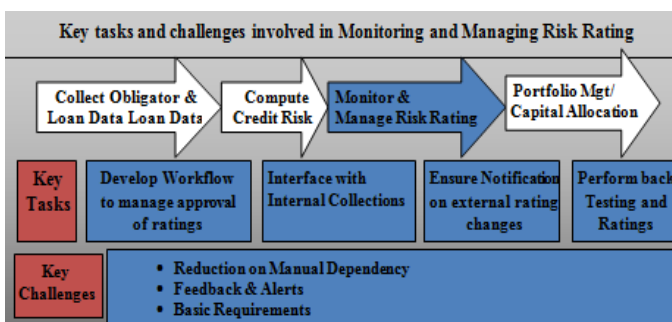 Key tasks and challenges involved in Monitoring and Managing Risk Rating
Collect Obligator &
Loan Data Loan Data
Compute
Credit Risk
Monitor &
Manage Risk Rating
Portfolio Mgt/
Capital Allocation
Key
Tasks
Develop Workflow
to manage approval
of ratings
Interface with
Internal Collections
Ensure Notification
on external rating
changes
Perform back
Testing and
Ratings
Key
Challenges
• Reduction on Manual Dependency
• Feedback & Alerts
• Basic Requirements